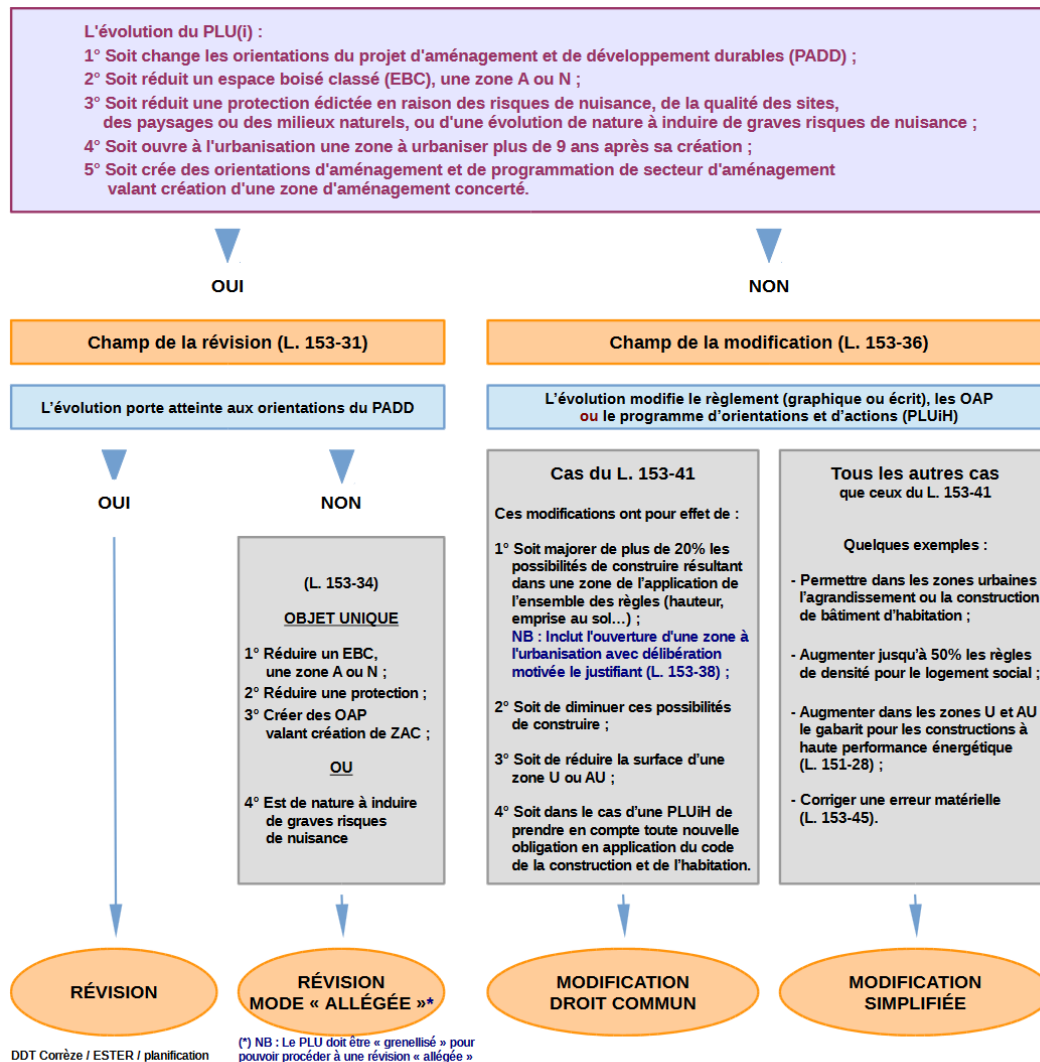 L'évolution du PLU(i) :
1° Soit change les orientations du projet d'aménagement et de développement durables (PADD) ;
2° Soit réduit un espace boisé classé (EBC), une zone A ou N ;
3° Soit réduit une protection édictée en raison des risques de nuisance, de la qualité des sites,
des paysages ou des milieux naturels, ou d'une évolution de nature à induire de graves risques de nuisance ;
4° Soit ouvre à l'urbanisation une zone à urbaniser plus de 9 ans après sa création ;
5° Soit crée des orientations d'aménagement et de programmation de secteur d'aménagement
valant création d'une zone d'aménagement concerté.
OUI
NON
Champ de la révision (L. 153-31)
Champ de la modification (L. 153-36)
L'évolution porte atteinte aux orientations du PADD
L'évolution modifie le règlement (graphique ou écrit), les OAP
ou le programme d'orientations et d'actions (PLUiH)
OUI
NON
(L. 153-34)
OBJET UNIQUE
1° Réduire un EBC,
une zone A ou N ;
2° Réduire une protection ;
3° Créer des OAP
valant création de ZAC ;
OU
4° Est de nature à induire
de graves risques
de nuisance
Cas du L. 153-41
Ces modifications ont pour effet de :
1° Soit majorer de plus de 20% les
possibilités de construire résultant
dans une zone de l'application de
l'ensemble des règles (hauteur,
emprise au sol…) ;
NB : Inclut l'ouverture d'une zone à
l'urbanisation avec délibération
motivée le justifiant (L. 153-38) ;
2° Soit de diminuer ces possibilités
de construire ;
3° Soit de réduire la surface d'une
zone U ou AU ;
4° Soit dans le cas d'une PLUiH de
prendre en compte toute nouvelle
obligation en application du code
de la construction et de l'habitation.
Tous les autres cas
que ceux du L. 153-41
Quelques exemples :
- Permettre dans les zones urbaines
l'agrandissement ou la construction
de bâtiment d'habitation ;
- Augmenter jusqu'à 50% les règles
de densité pour le logement social ;
- Augmenter dans les zones U et AU
le gabarit pour les constructions à
haute performance énergétique
(L. 151-28) ;
- Corriger une erreur matérielle
(L. 153-45).
RÉVISION
RÉVISION
MODE « ALLÉGÉE »*
MODIFICATION
DROIT COMMUN
MODIFICATION
SIMPLIFIÉE
DDT Corrèze / ESTER / planification
(*) NB : Le PLU doit être « grenellisé » pour
pouvoir procéder à une révision « allégée »